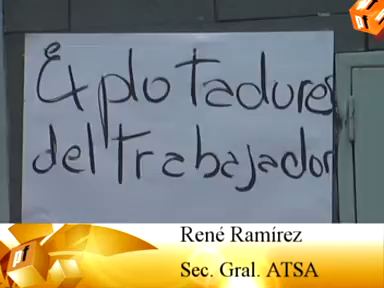 Explotadores
del trabajador
René Ramírez
Sec. Gral. ATSA